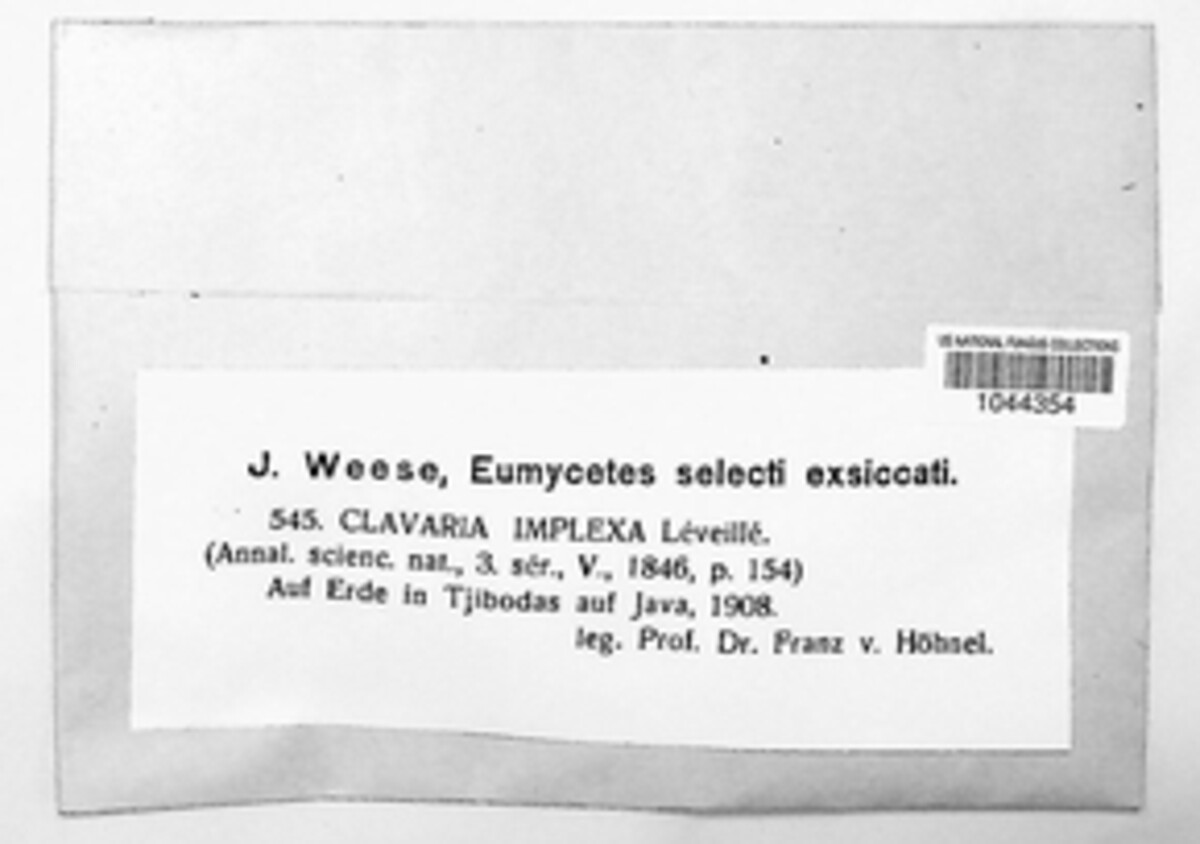 US NATIONAL FUNGUS COLLECTIONS
1044354
J. Weese, Eumycetes selecti exsiccati.
545. CLAVARIA IMPLEXA Léveillé.
(Annal. scienc. nat., 3. sér., V., 1846, p. 154)
Auf Erde in Tjibodas auf Java, 1908.
leg. Prof. Dr. Franz v. Höhnel.